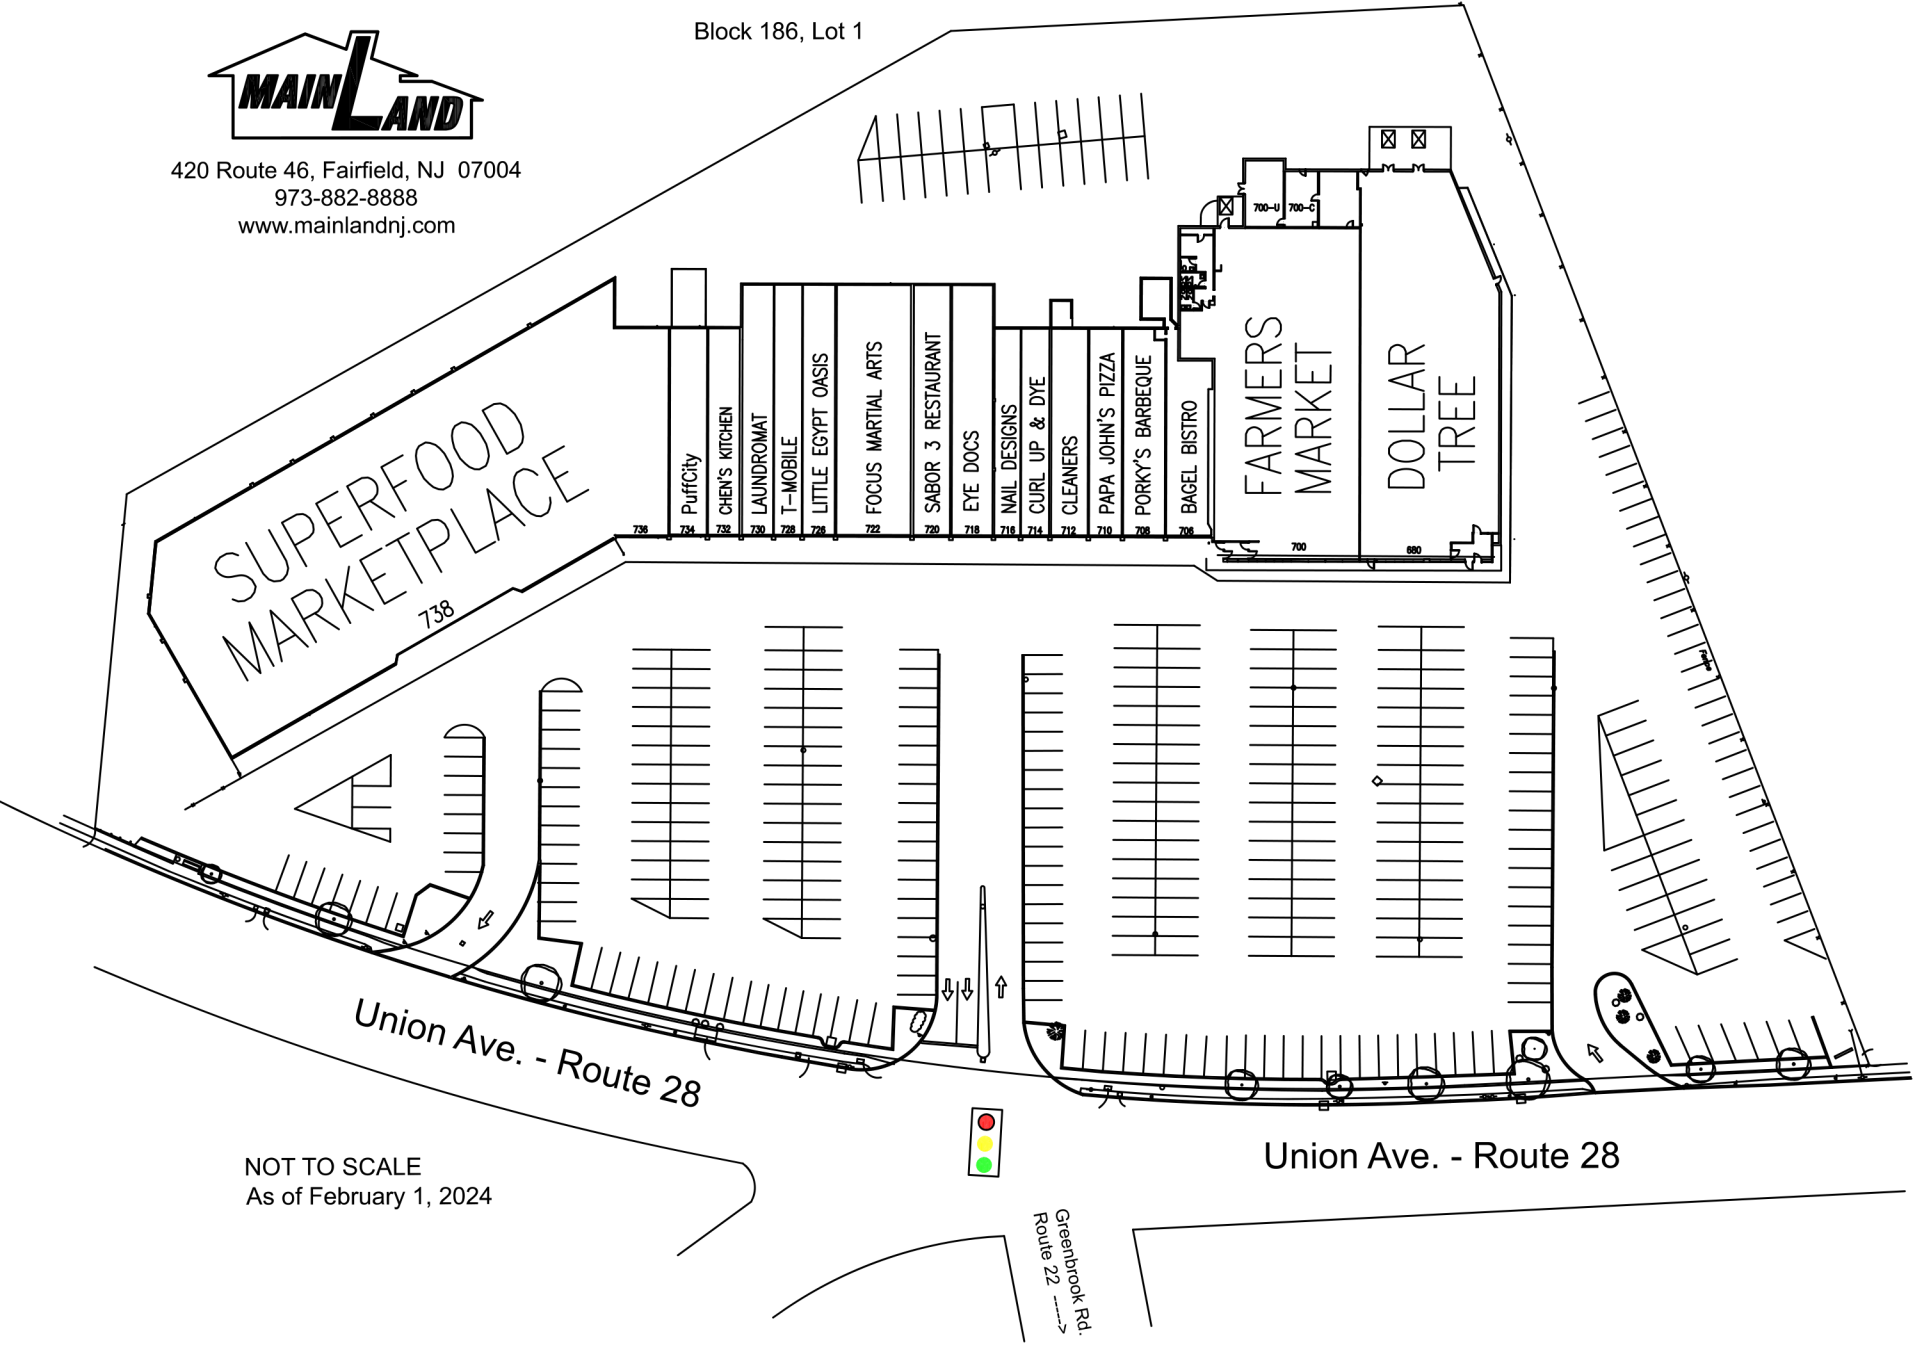 Block 186, Lot 1
MAINLAND
420 Route 46, Fairfield, NJ 07004
973-882-8888
www.mainlandnj.com
700-U
700-C
SUPERFOOD
MARKETPLACE
738
736
PuffCity
734
CHEN'S KITCHEN
732
LAUNDROMAT
730
T-MOBILE
728
LITTLE EGYPT OASIS
726
FOCUS MARTIAL ARTS
722
SABOR 3 RESTAURANT
720
EYE DOCS
718
NAIL DESIGNS
716
CURL UP & DYE
714
CLEANERS
712
PAPA JOHN'S PIZZA
710
PORKY'S BARBEQUE
708
BAGEL BISTRO
706
FARMERS
MARKET
700
DOLLAR
TREE
680
Union Ave. - Route 28
Union Ave. - Route 28
NOT TO SCALE
As of February 1, 2024
Greenbrook Rd.
Route 22 ----->